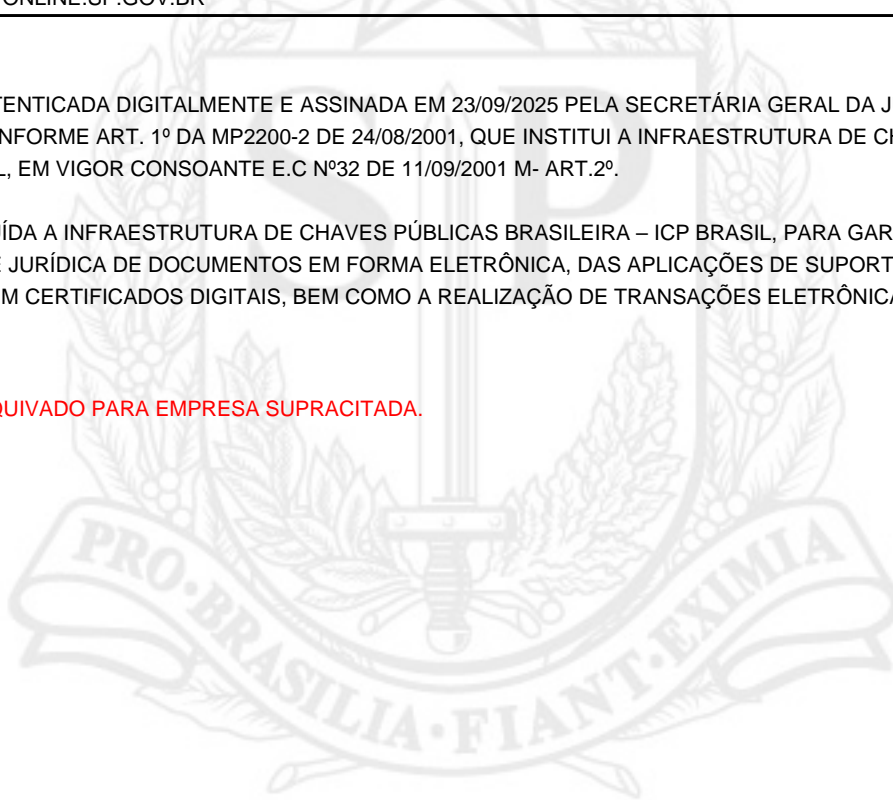 ONLINE.SP.GOV.BR
TENTICADA DIGITALMENTE E ASSINADA EM 23/09/2025 PELA SECRETÁRIA GERAL DA J
NFORME ART. 1º DA MP2200-2 DE 24/08/2001, QUE INSTITUI A INFRAESTRUTURA DE CH
L, EM VIGOR CONSOANTE E.C Nº32 DE 11/09/2001 M- ART.2º.
UÍDA A INFRAESTRUTURA DE CHAVES PÚBLICAS BRASILEIRA – ICP BRASIL, PARA GAR
E JURÍDICA DE DOCUMENTOS EM FORMA ELETRÔNICA, DAS APLICAÇÕES DE SUPORT
M CERTIFICADOS DIGITAIS, BEM COMO A REALIZAÇÃO DE TRANSAÇÕES ELETRÔNICA
QUIVADO PARA EMPRESA SUPRACITADA.
SP
PRO·BRASILIA·FIANT·EXIMIA